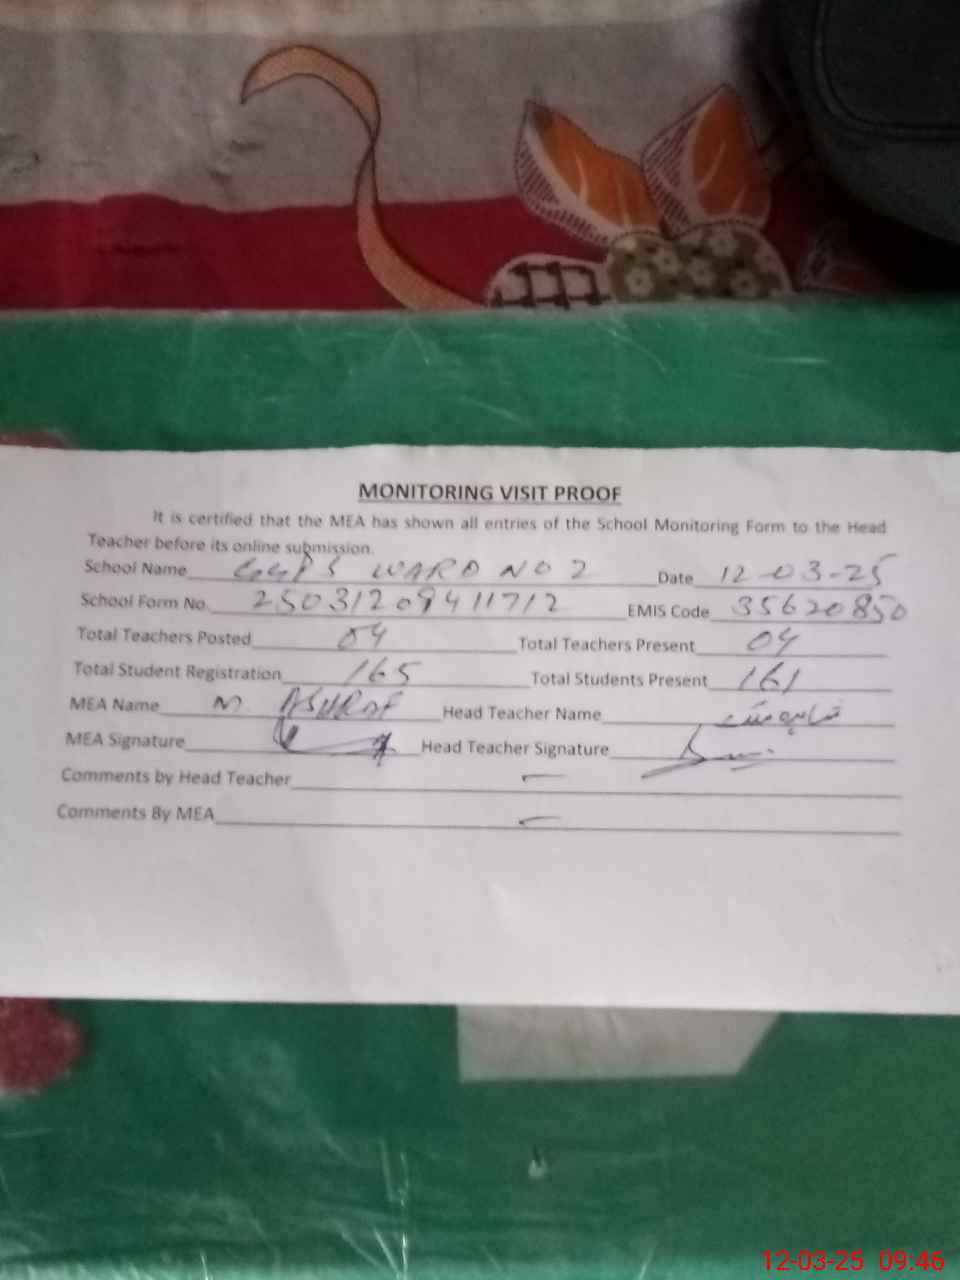 MONITORING VISIT PROOF
It is certified that the MEA has shown all entries of the School Monitoring Form to the Head
Teacher before its online submission.
School Name GGPS WARD NO 2 Date 12-03-25
School Form No. 25031209411712 EMIS Code 35620850
Total Teachers Posted 04 Total Teachers Present 04
Total Student Registration 165 Total Students Present 161
MEA Name M ASHRAF Head Teacher Name
MEA Signature Head Teacher Signature
Comments by Head Teacher —
Comments By MEA —
12-03-25 09:46